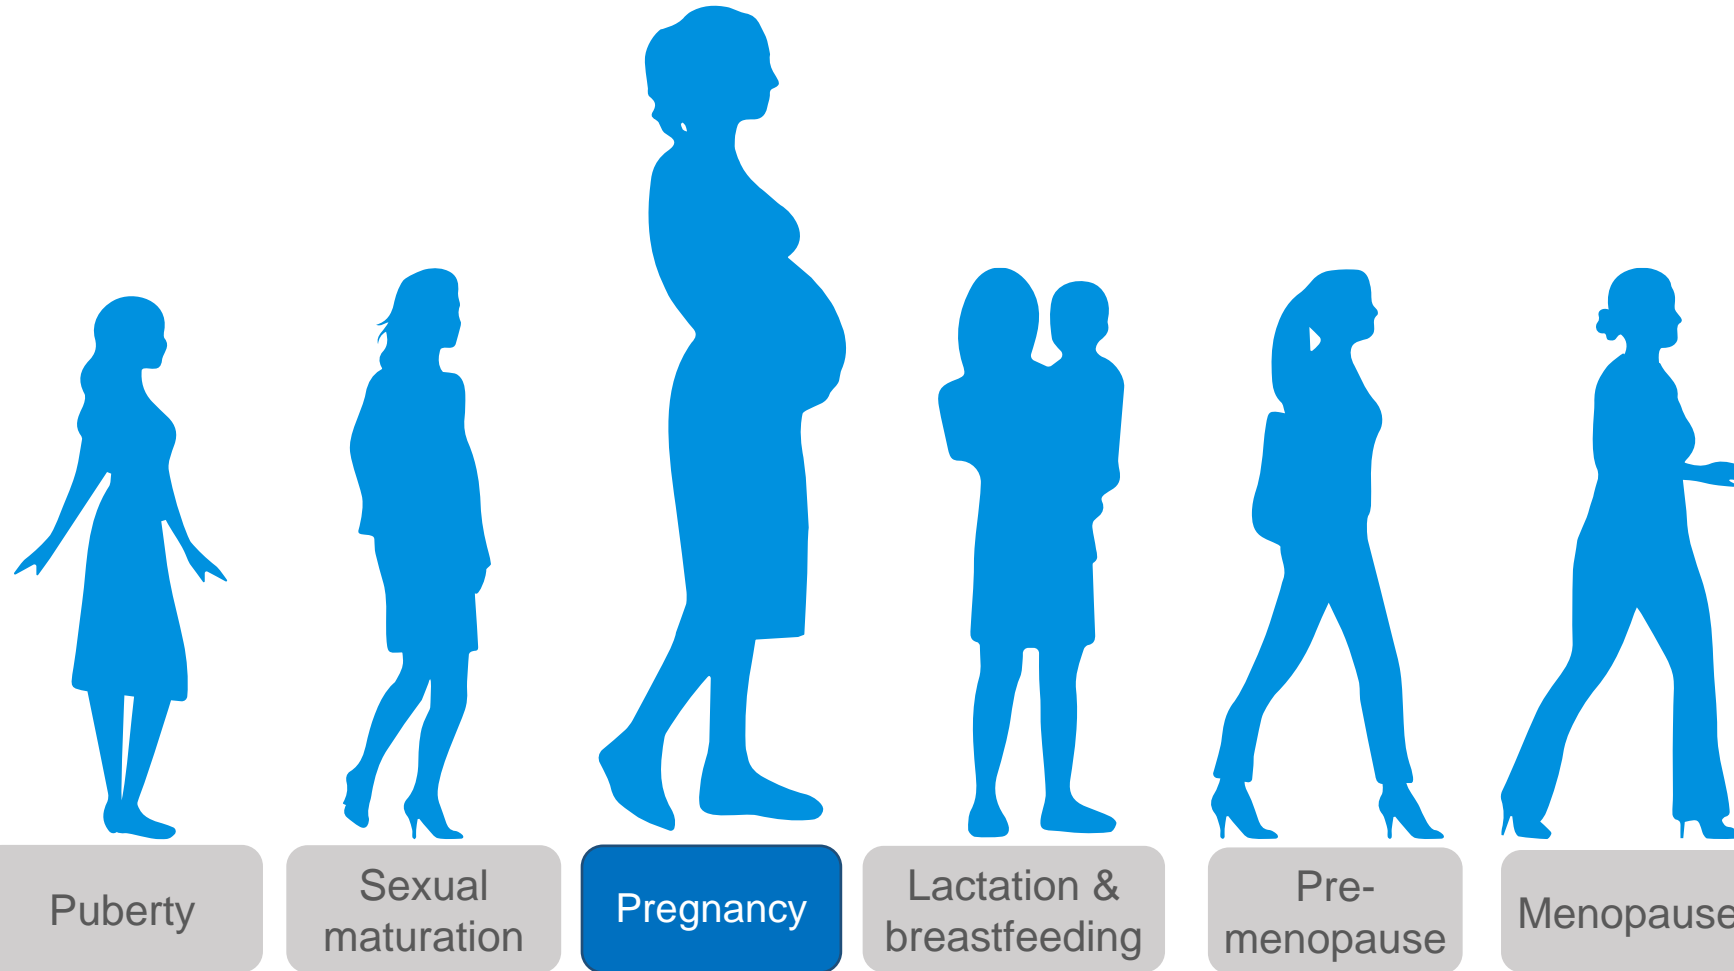 Puberty
Sexual
maturation
Pregnancy
Lactation &
breastfeeding
Pre-
menopause
Menopause